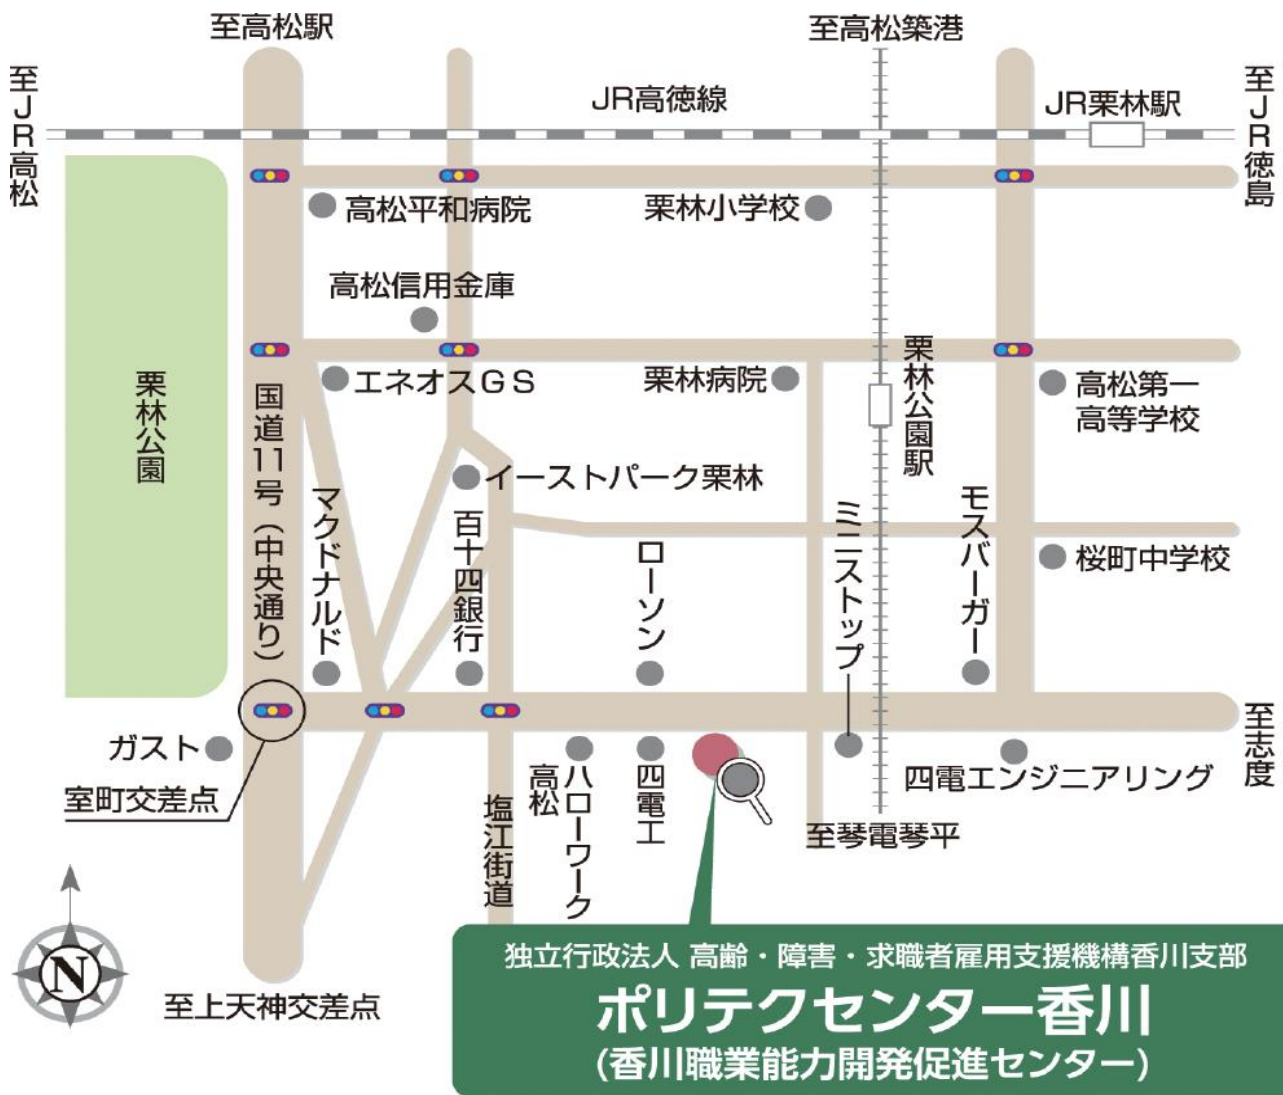 至高松駅
至高松築港
至JR高松
JR高徳線
JR栗林駅
至JR徳島
高松平和病院
栗林小学校
高松信用金庫
エネオスGS
栗林病院
栗林公園駅
高松第一
高等学校
栗林公園
国道11号（中央通り）
マクドナルド
イーストパーク栗林
百十四銀行
ローソン
ミニストップ
モスバーガー
桜町中学校
ガスト
室町交差点
塩江街道
ハローワーク
高松
四電工
四電エンジニアリング
至志度
至琴電琴平
N
至上天神交差点
独立行政法人 高齢・障害・求職者雇用支援機構香川支部
ポリテクセンター香川
(香川職業能力開発促進センター)